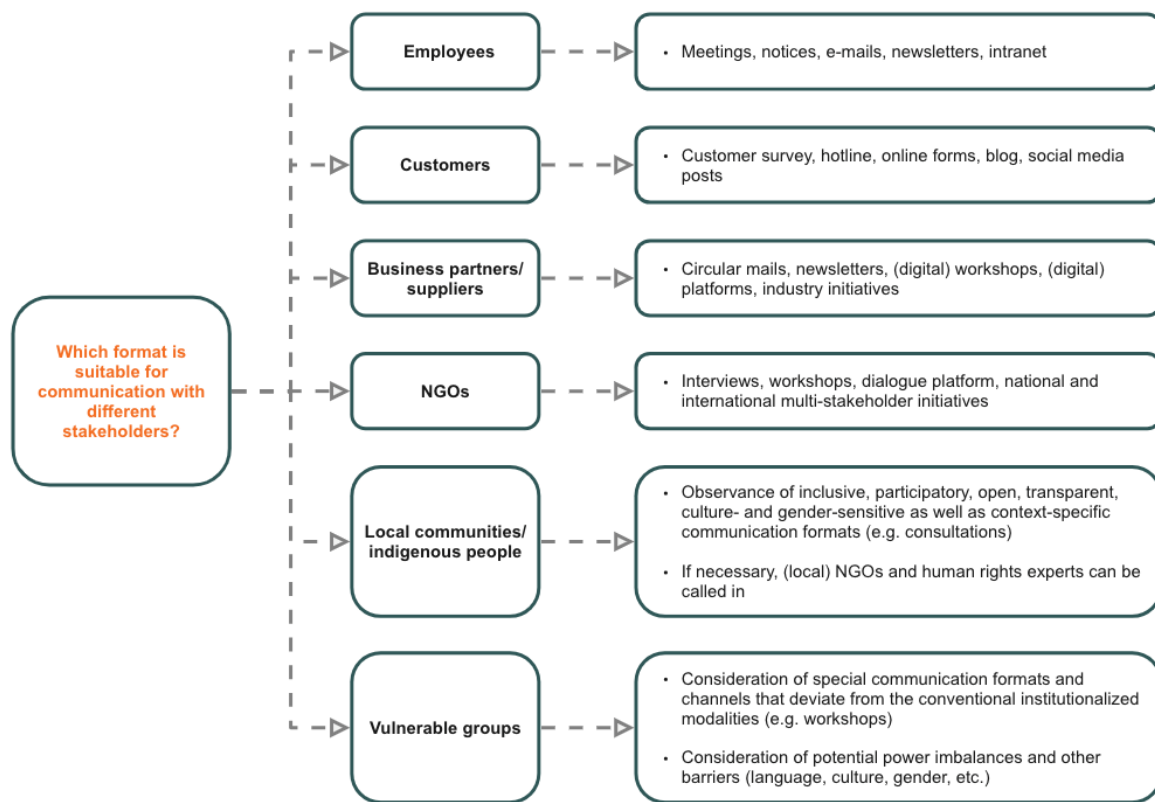 Employees
• Meetings, notices, e-mails, newsletters, intranet
Customers
• Customer survey, hotline, online forms, blog, social media
posts
Business partners/
suppliers
• Circular mails, newsletters, (digital) workshops, (digital)
platforms, industry initiatives
Which format is
suitable for
communication with
different
stakeholders?
NGOs
• Interviews, workshops, dialogue platform, national and
international multi-stakeholder initiatives
Local communities/
indigenous people
• Observance of inclusive, participatory, open, transparent,
culture- and gender-sensitive as well as context-specific
communication formats (e.g. consultations)
• If necessary, (local) NGOs and human rights experts can be
called in
Vulnerable groups
• Consideration of special communication formats and
channels that deviate from the conventional institutionalized
modalities (e.g. workshops)
• Consideration of potential power imbalances and other
barriers (language, culture, gender, etc.)